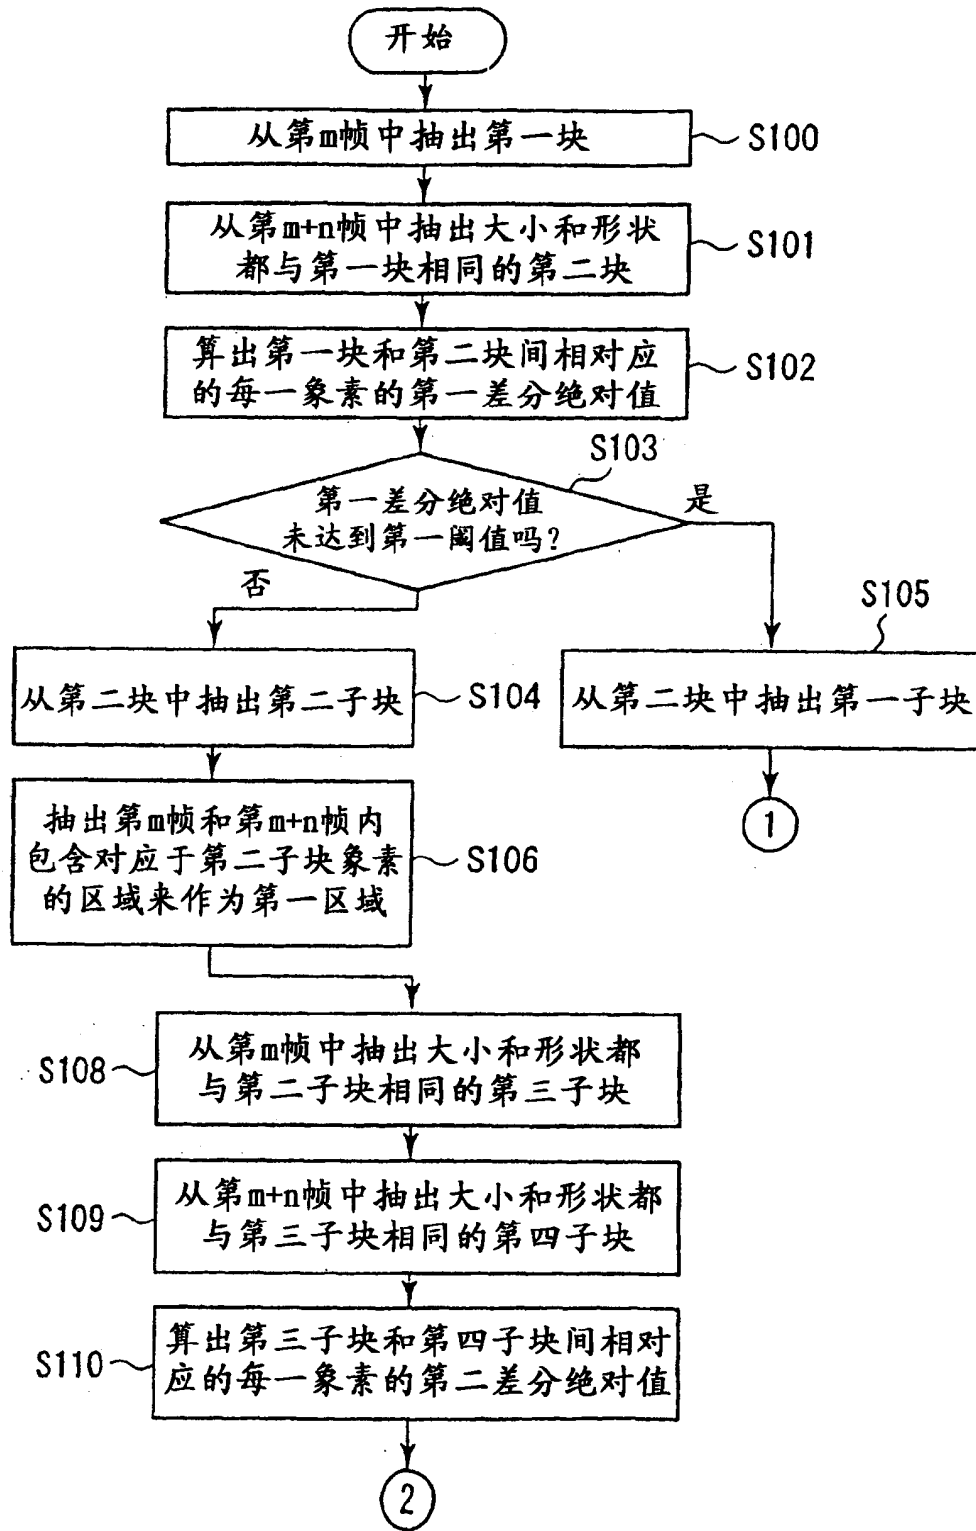 开始
从第m帧中抽出第一块
S100
从第m+n帧中抽出大小和形状
都与第一块相同的第二块
S101
算出第一块和第二块间相对应
的每一象素的第一差分绝对值
S102
S103
第一差分绝对值
未达到第一阈值吗?
是
否
S105
从第二块中抽出第二子块
S104
从第二块中抽出第一子块
1
抽出第m帧和第m+n帧内
包含对应于第二子块象素
的区域来作为第一区域
S106
从第m帧中抽出大小和形状都
与第二子块相同的第三子块
S108
从第m+n帧中抽出大小和形状都
与第三子块相同的第四子块
S109
算出第三子块和第四子块间相对
应的每一象素的第二差分绝对值
S110
2